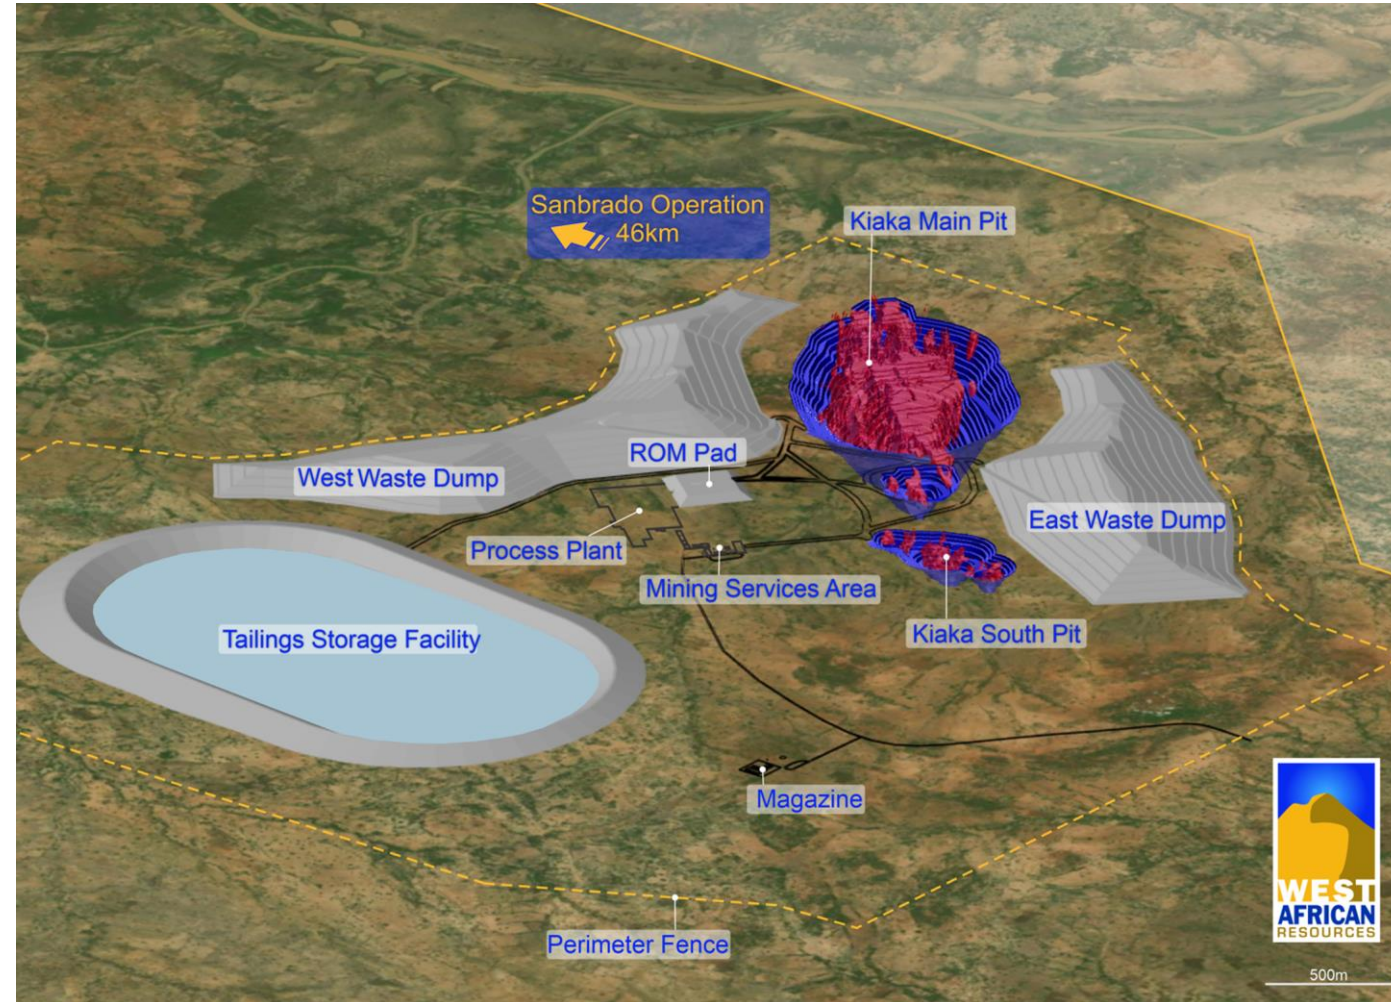 Sanbrado Operation
46km
Kiaka Main Pit
ROM Pad
West Waste Dump
East Waste Dump
Process Plant
Mining Services Area
Kiaka South Pit
Tailings Storage Facility
Magazine
Perimeter Fence
WEST
AFRICAN
RESOURCES
500m